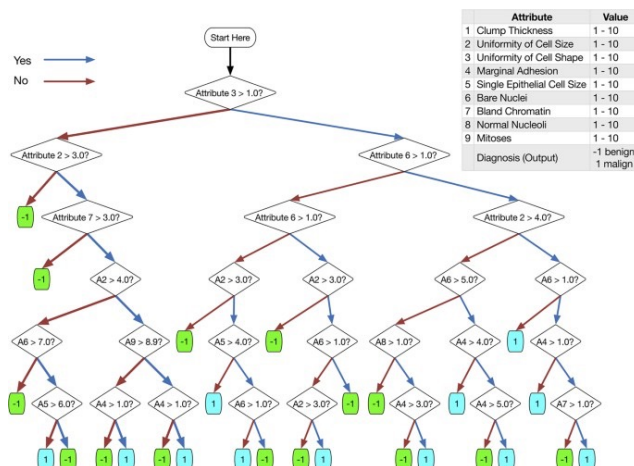 Attribute Value
1 Clump Thickness 1 - 10
2 Uniformity of Cell Size 1 - 10
3 Uniformity of Cell Shape 1 - 10
4 Marginal Adhesion 1 - 10
5 Single Epithelial Cell Size 1 - 10
6 Bare Nuclei 1 - 10
7 Bland Chromatin 1 - 10
8 Normal Nucleoli 1 - 10
9 Mitoses 1 - 10
Diagnosis (Output) -1 benign
1 malign
Yes
No
Start Here
Attribute 3 > 1.0?
Attribute 2 > 3.0? Attribute 6 > 1.0?
-1 Attribute 7 > 3.0? Attribute 6 > 1.0? Attribute 2 > 4.0?
-1 A2 > 4.0? A2 > 3.0? A2 > 3.0? A6 > 5.0? A6 > 1.0?
A6 > 7.0? A9 > 8.9? -1 A5 > 4.0? -1 A6 > 1.0? A8 > 1.0? A4 > 4.0? 1 A4 > 1.0?
-1 A5 > 6.0? A4 > 1.0? A4 > 1.0? 1 A6 > 1.0? A2 > 3.0? -1 -1 A4 > 3.0? 1 A4 > 5.0? 1 A7 > 1.0?
1 -1 -1 1 -1 1 1 -1 -1 1 -1 1 -1 1 -1 1